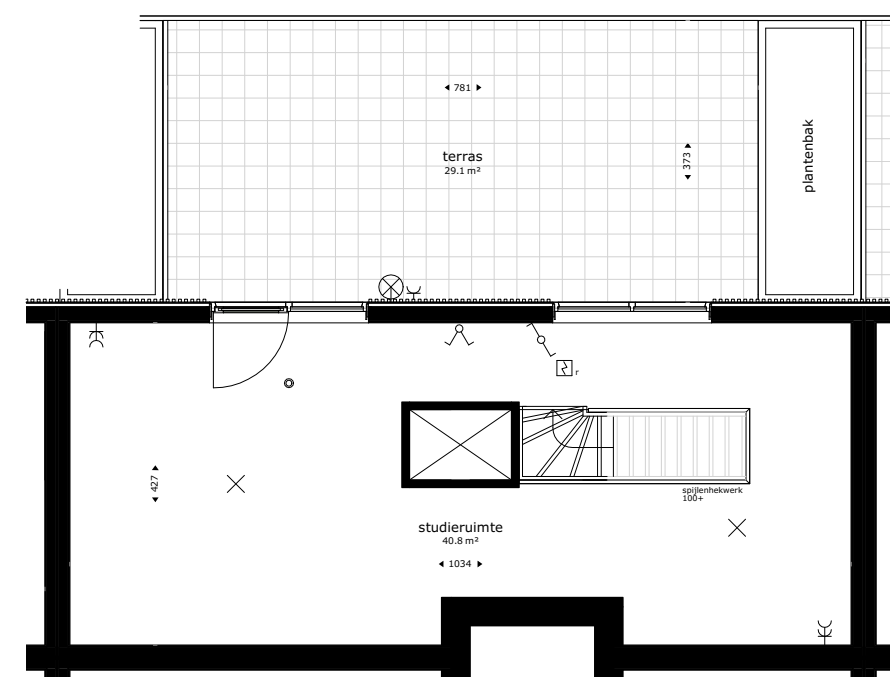 781
terras
29.1 m²
373
plantenbak
r
427
spijlenhekwerk
100+
studieruimte
40.8 m²
1034